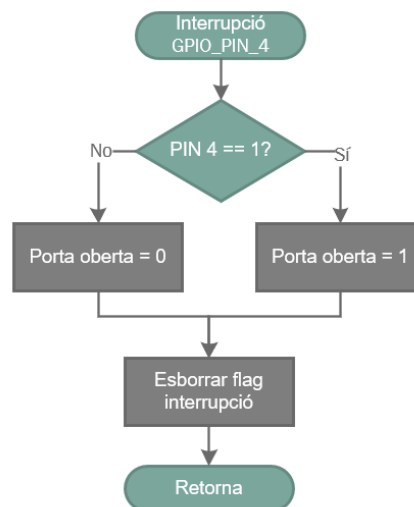 Interrupció
GPIO_PIN_4
PIN 4 == 1?
No
Sí
Porta oberta = 0
Porta oberta = 1
Esborrar flag
interrupció
Retorna